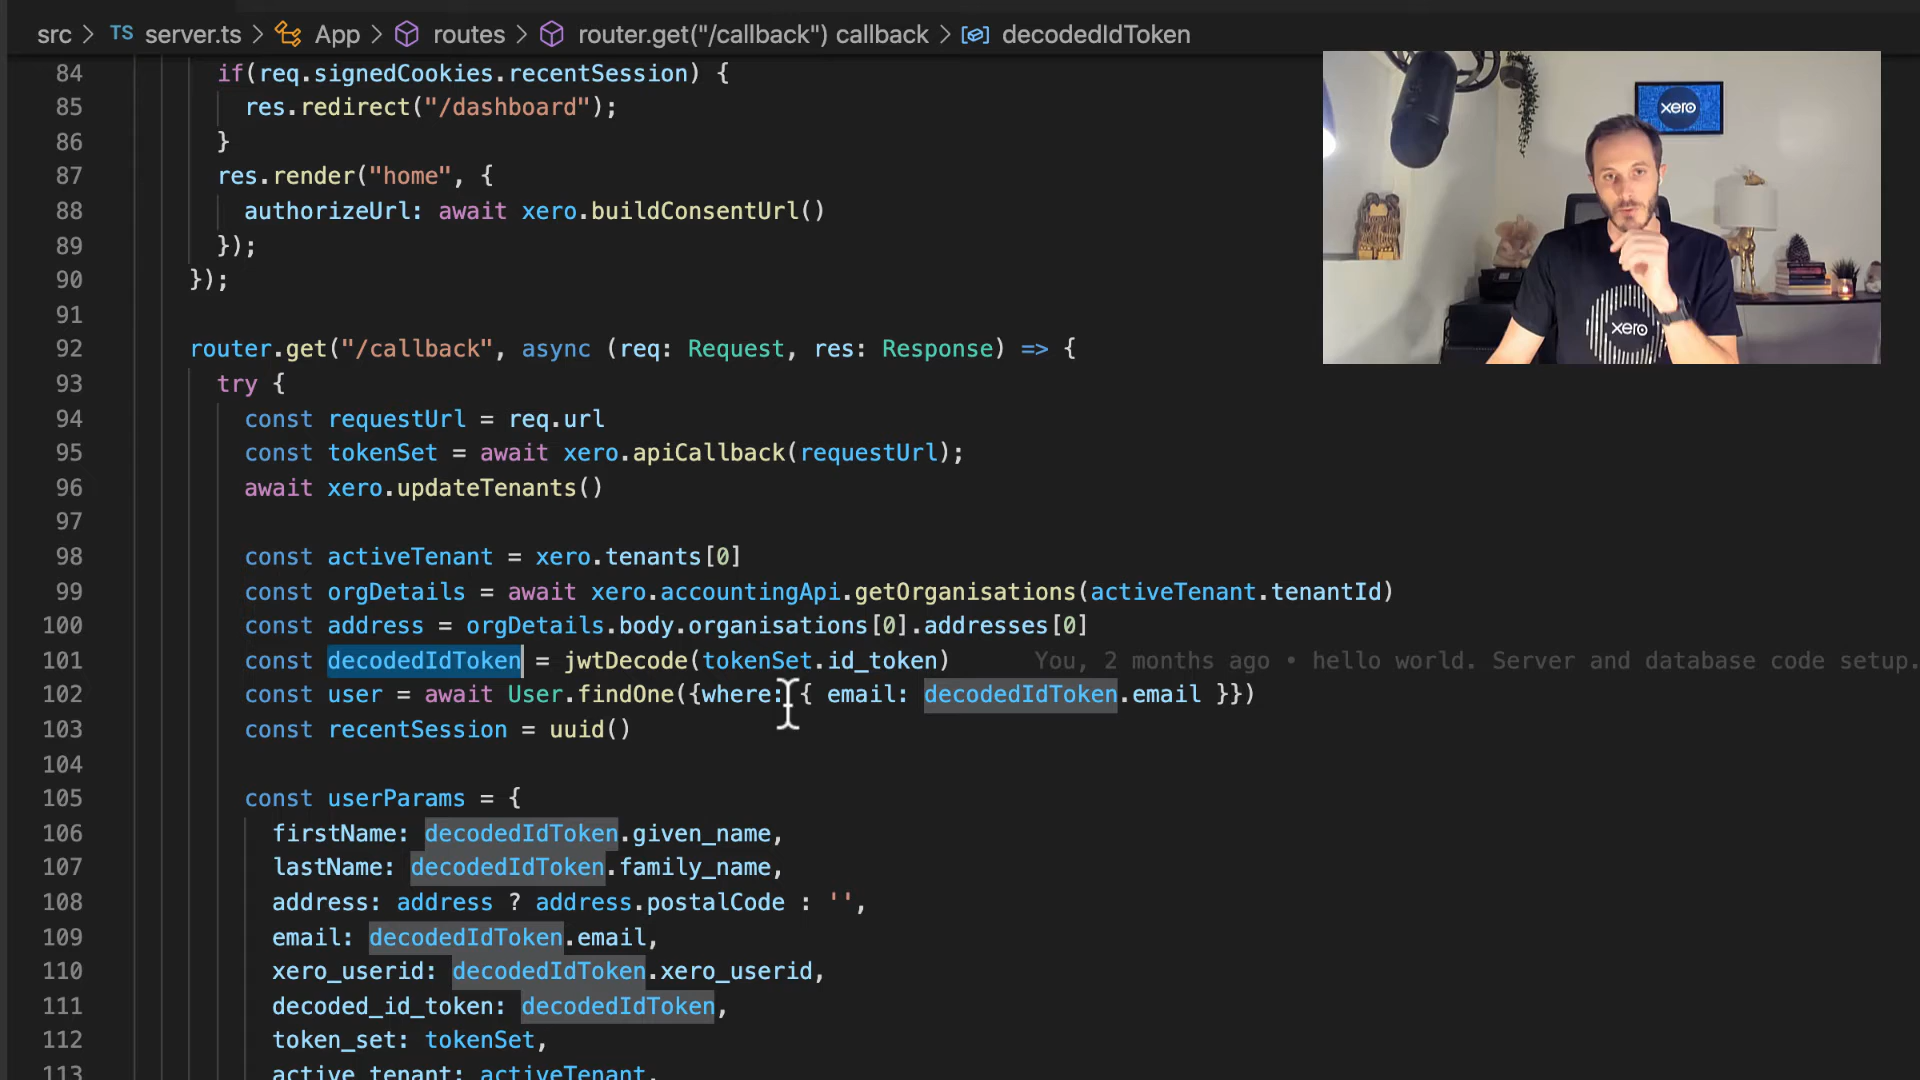 src > TS server.ts > App > routes > router.get("/callback") callback > decodedIdToken
84 if(req.signedCookies.recentSession) {
85 res.redirect("/dashboard");
86 }
87 res.render("home", {
88 authorizeUrl: await xero.buildConsentUrl()
89 });
90 });
91
92 router.get("/callback", async (req: Request, res: Response) => {
93 try {
94 const requestUrl = req.url
95 const tokenSet = await xero.apiCallback(requestUrl);
96 await xero.updateTenants()
97
98 const activeTenant = xero.tenants[0]
99 const orgDetails = await xero.accountingApi.getOrganisations(activeTenant.tenantId)
100 const address = orgDetails.body.organisations[0].addresses[0]
101 const decodedIdToken = jwtDecode(tokenSet.id_token) You, 2 months ago • hello world. Server and database code setup.
102 const user = await User.findOne({where: { email: decodedIdToken.email }})
103 const recentSession = uuid()
104
105 const userParams = {
106 firstName: decodedIdToken.given_name,
107 lastName: decodedIdToken.family_name,
108 address: address ? address.postalCode : '',
109 email: decodedIdToken.email,
110 xero_userid: decodedIdToken.xero_userid,
111 decoded_id_token: decodedIdToken,
112 token_set: tokenSet,
113 active_tenant: activeTenant,
xero
xero